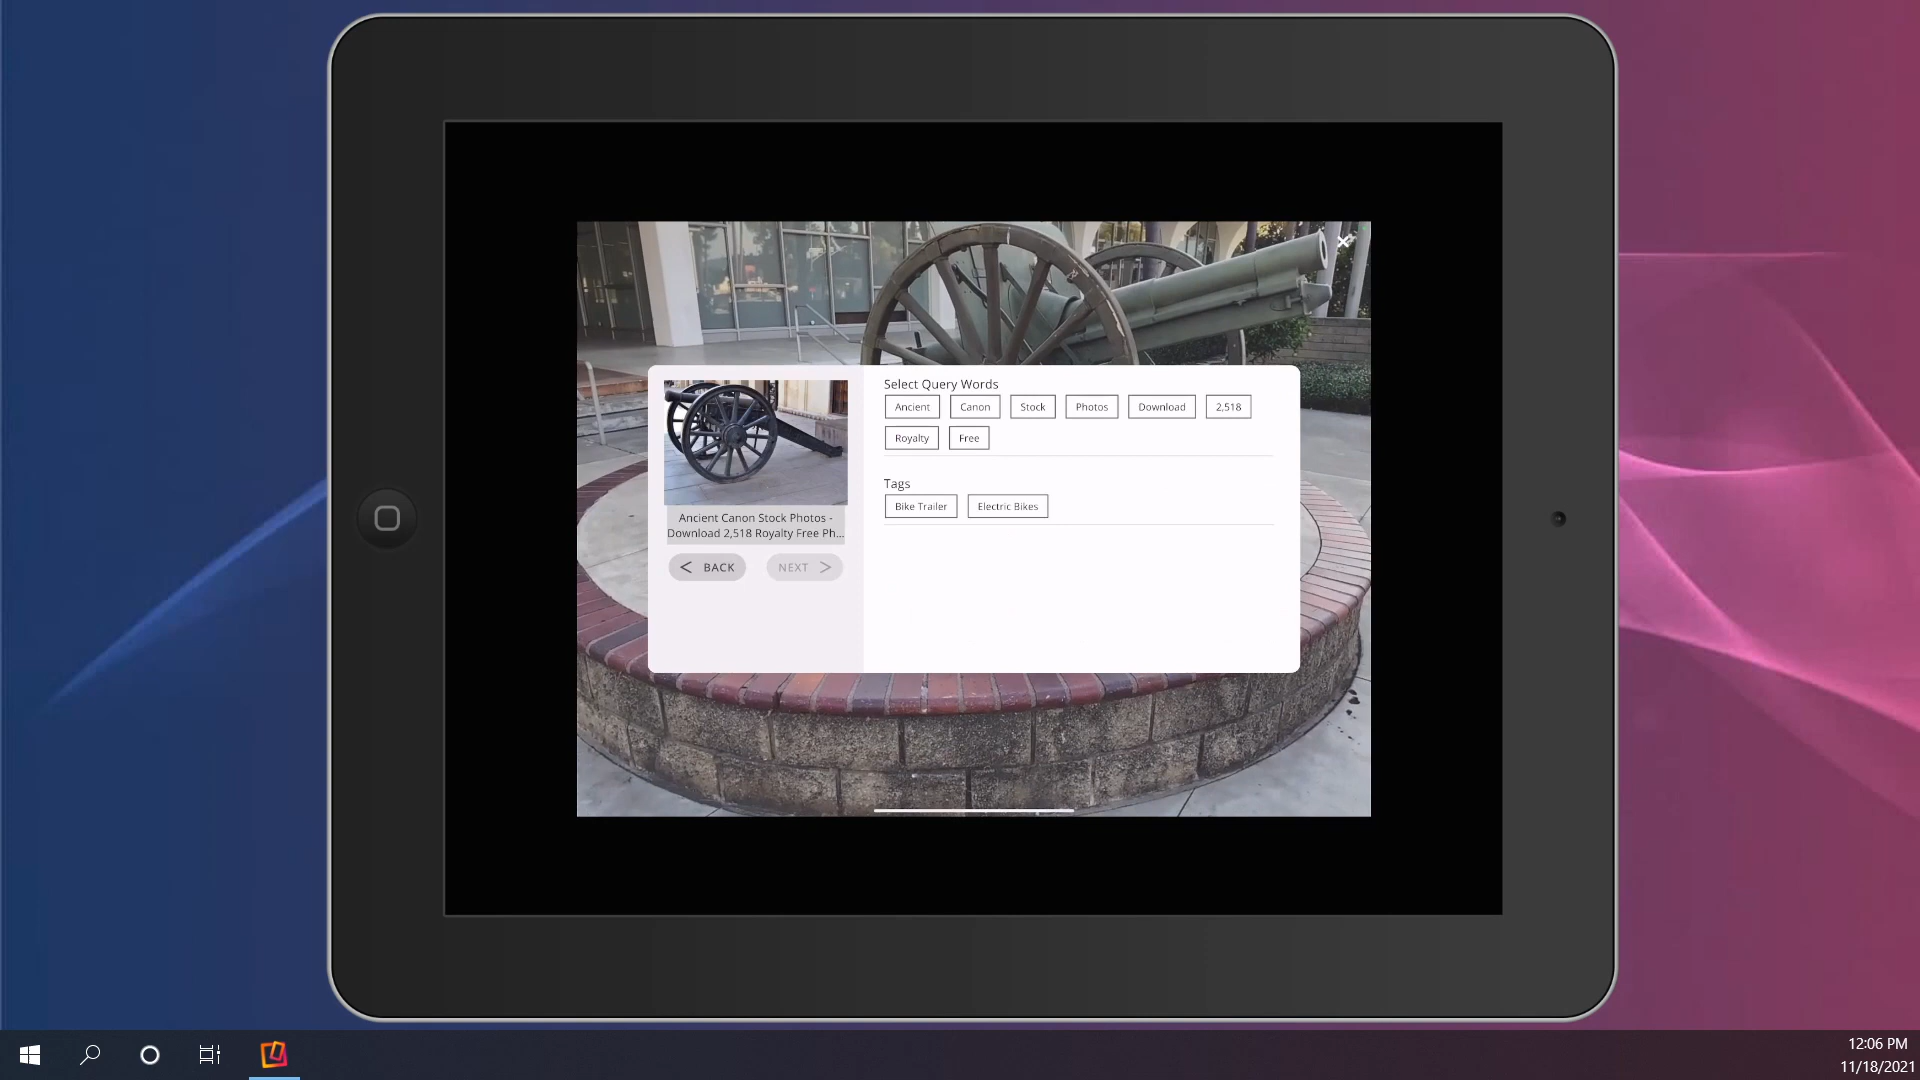 Select Query Words
Ancient Canon Stock Photos Download 2,518
Royalty Free
Tags
Bike Trailer Electric Bikes
Ancient Canon Stock Photos -
Download 2,518 Royalty Free Ph...
< BACK NEXT >
12:06 PM
11/18/2021